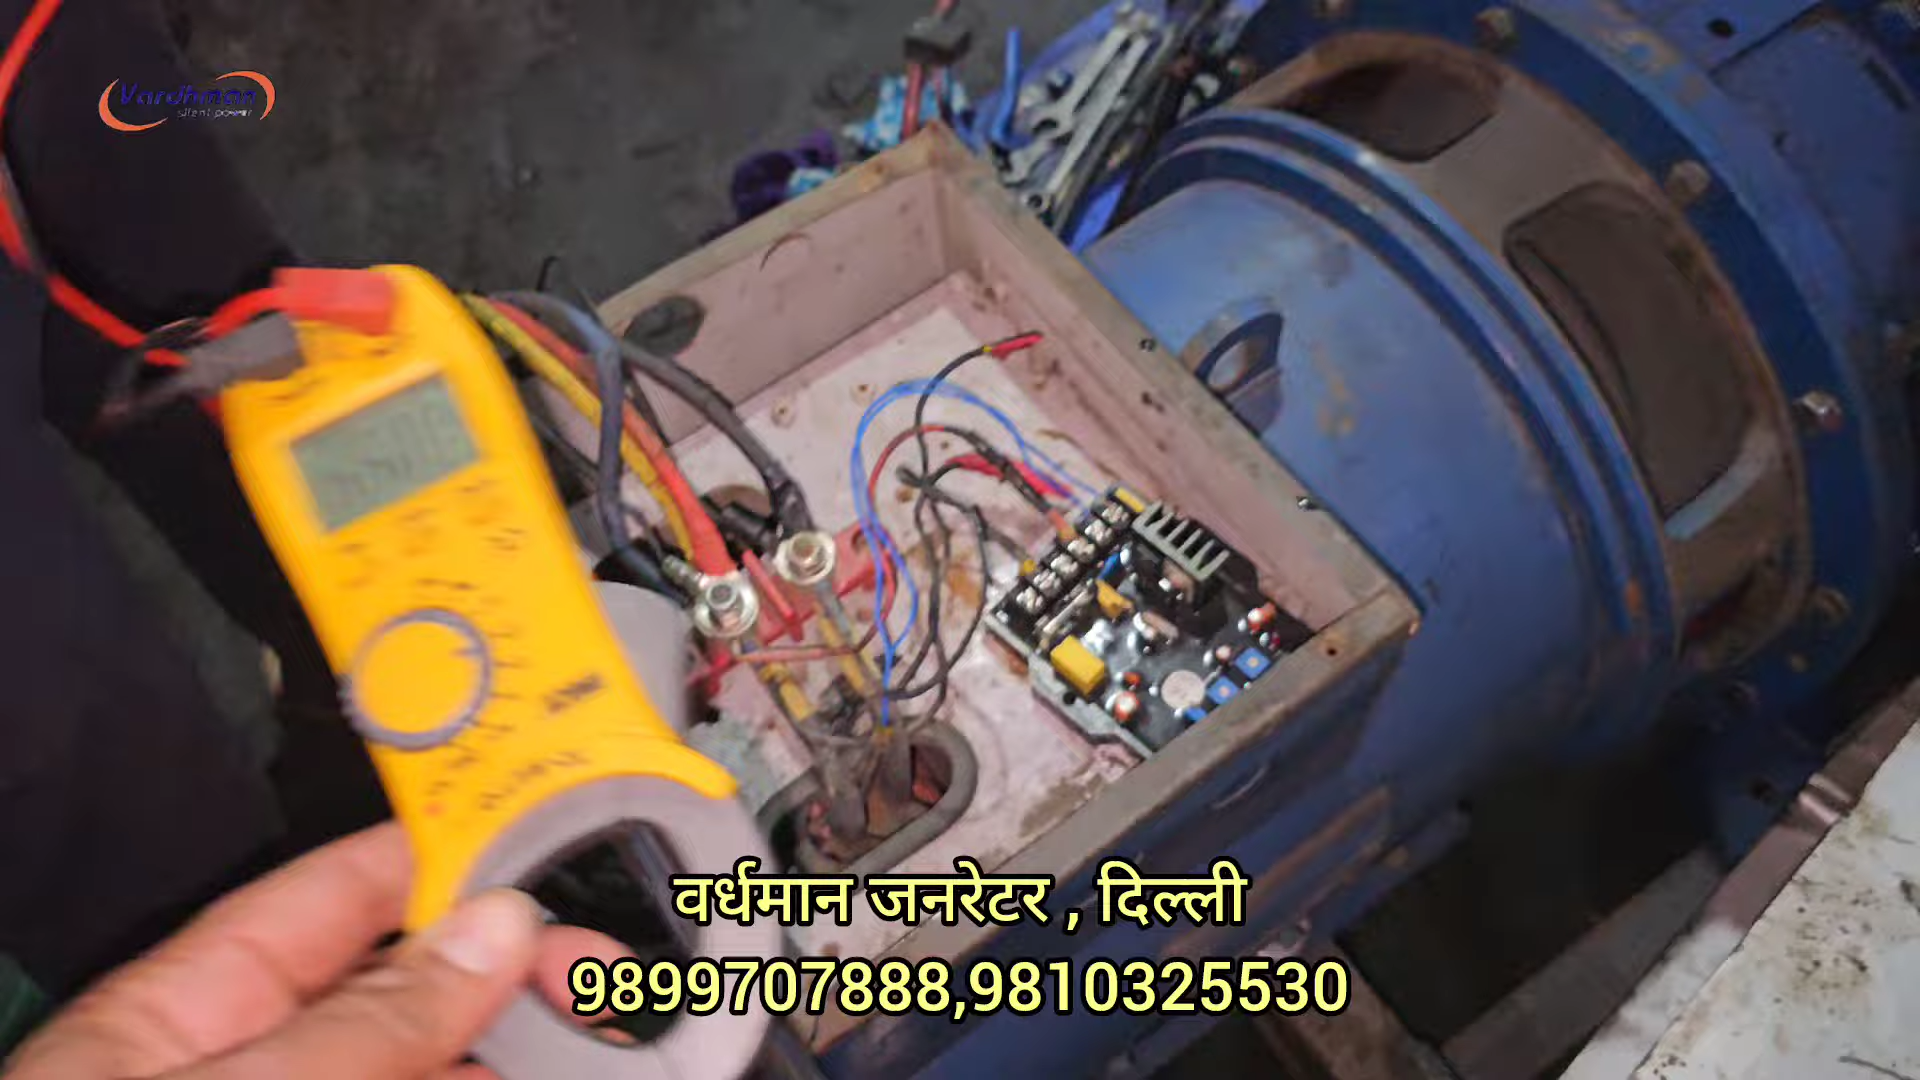 Vardhman
silent power
वर्धमान जनरेटर , दिल्ली
9899707888,9810325530